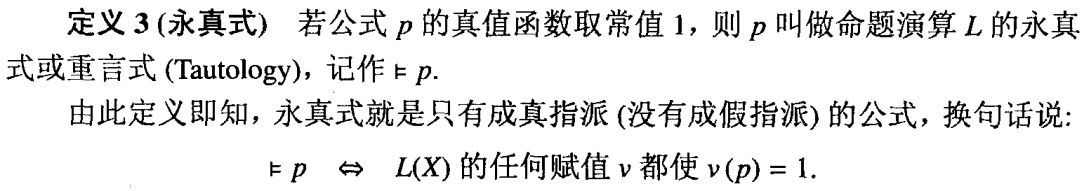 定义 3 (永真式) 若公式 p 的真值函数取常值 1，则 p 叫做命题演算 L 的永真
式或重言式 (Tautology)，记作 ⊨ p.
由此定义即知，永真式就是只有成真指派 (没有成假指派) 的公式，换句话说:
⊨ p ⇔ L(X) 的任何赋值 v 都使 v(p) = 1.